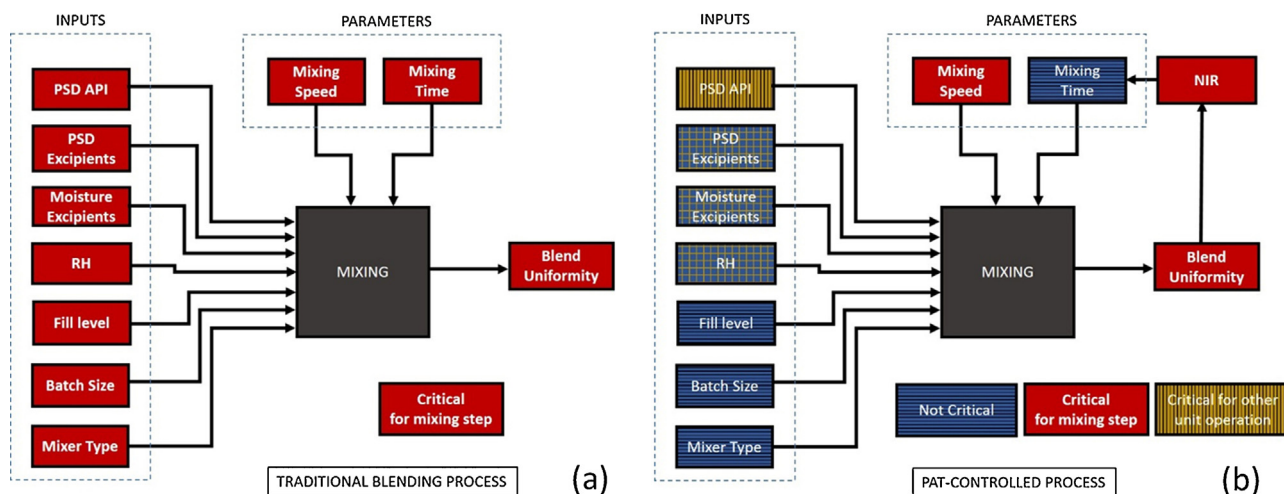 INPUTS
PARAMETERS
PSD API
PSD
Excipients
Moisture
Excipients
RH
Fill level
Batch Size
Mixer Type
Mixing
Speed
Mixing
Time
MIXING
Blend
Uniformity
Critical
for mixing step
TRADITIONAL BLENDING PROCESS
(a)
INPUTS
PARAMETERS
PSD API
PSD
Excipients
Moisture
Excipients
RH
Fill level
Batch Size
Mixer Type
Mixing
Speed
Mixing
Time
NIR
MIXING
Blend
Uniformity
Not Critical
Critical
for mixing step
Critical for other
unit operation
PAT-CONTROLLED PROCESS
(b)